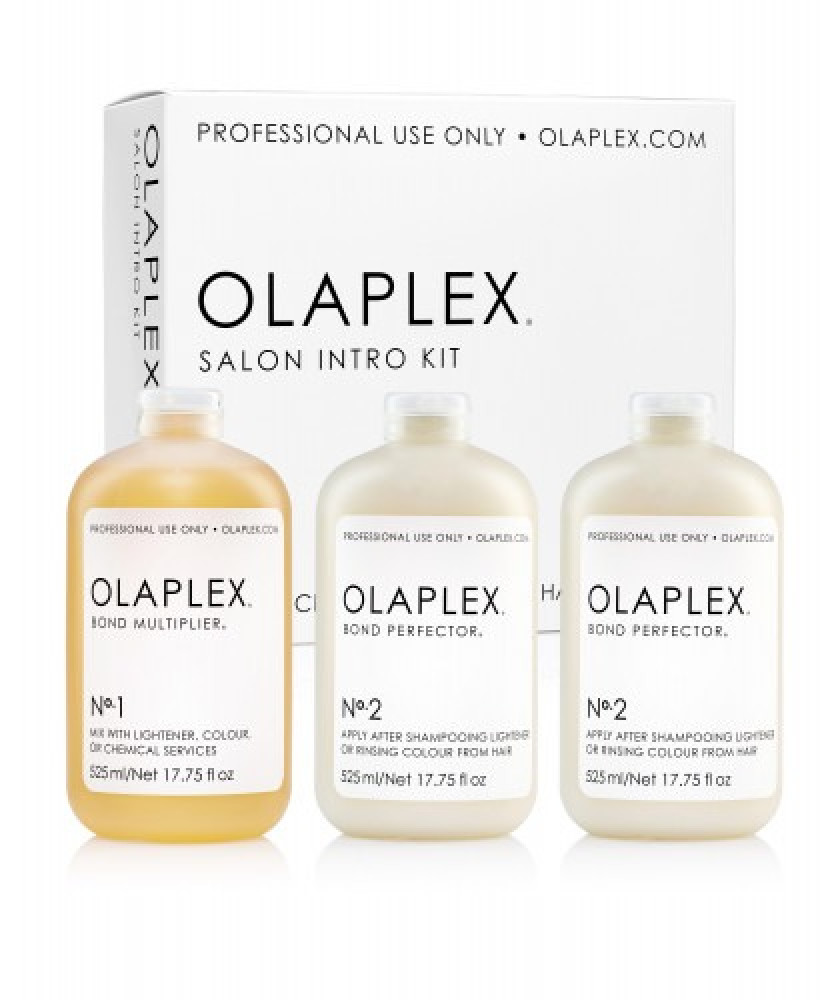 PROFESSIONAL USE ONLY • OLAPLEX.COM
OLAPLEX
SALON INTRO KIT
OLAPLEX.
SALON INTRO KIT
PROFESSIONAL USE ONLY • OLAPLEX.COM
OLAPLEX.
BOND MULTIPLIER.
Nº.1
MIX WITH LIGHTENER, COLOUR,
OR CHEMICAL SERVICES
525ml/Net 17.75 fl oz
PROFESSIONAL USE ONLY • OLAPLEX.COM
OLAPLEX.
BOND PERFECTOR.
Nº.2
APPLY AFTER SHAMPOOING LIGHTENER
OR RINSING COLOUR FROM HAIR
525ml/Net 17.75 fl oz
PROFESSIONAL USE ONLY • OLAPLEX.COM
OLAPLEX.
BOND PERFECTOR.
Nº.2
APPLY AFTER SHAMPOOING LIGHTENER
OR RINSING COLOUR FROM HAIR
525ml/Net 17.75 fl oz